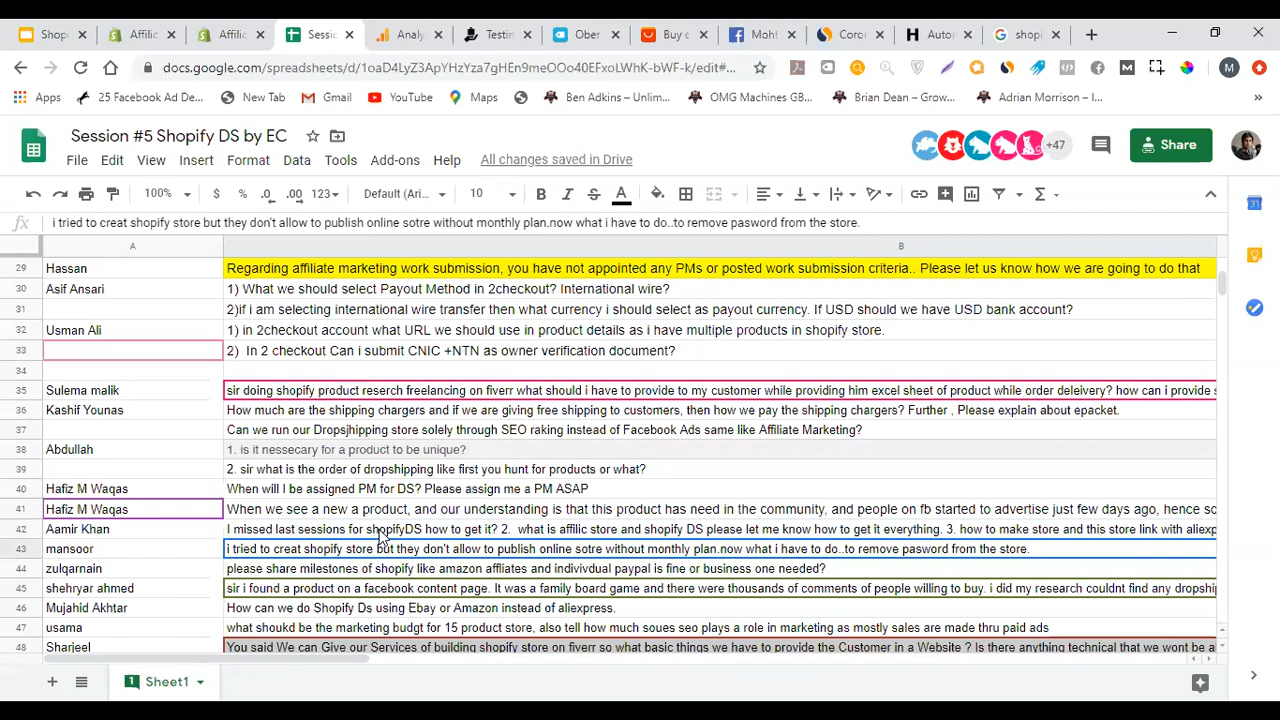 Shop
Affilic
Affilic
Sessic
Analy
Testin
Ober
Buy c
Moht
Coror
Autor
shopi
docs.google.com/spreadsheets/d/1oaD4LyZ3ApYHzYza7gHEn9meOOo40EFxoLWhK-bWF-k/edit#...
Apps
25 Facebook Ad De...
New Tab
Gmail
YouTube
Maps
Ben Adkins – Unlim...
OMG Machines GB...
Brian Dean – Grow...
Adrian Morrison – I...
Session #5 Shopify DS by EC
+47
Share
File Edit View Insert Format Data Tools Add-ons Help All changes saved in Drive
100% $ % .0 .00 123 Default (Ari... 10 B I S A
fx i tried to creat shopify store but they don't allow to publish online sotre without monthly plan.now what i have to do..to remove pasword from the store.
A B
29 Hassan Regarding affiliate marketing work submission, you have not appointed any PMs or posted work submission criteria.. Please let us know how we are going to do that
30 Asif Ansari 1) What we should select Payout Method in 2checkout? International wire?
31 2)if i am selecting international wire transfer then what currency i should select as payout currency. If USD should we have USD bank account?
32 Usman Ali 1) in 2checkout account what URL we should use in product details as i have multiple products in shopify store.
33 2) In 2 checkout Can i submit CNIC +NTN as owner verification document?
34
35 Sulema malik sir doing shopify product reserch freelancing on fiverr what should i have to provide to my customer while providing him excel sheet of product while order deleivery? how can i provide s
36 Kashif Younas How much are the shipping chargers and if we are giving free shipping to customers, then how we pay the shipping chargers? Further , Please explain about epacket.
37 Can we run our Dropsjhipping store solely through SEO raking instead of Facebook Ads same like Affiliate Marketing?
38 Abdullah 1. is it nessecary for a product to be unique?
39 2. sir what is the order of dropshipping like first you hunt for products or what?
40 Hafiz M Waqas When will I be assigned PM for DS? Please assign me a PM ASAP
41 Hafiz M Waqas When we see a new a product, and our understanding is that this product has need in the community, and people on fb started to advertise just few days ago, hence so
42 Aamir Khan I missed last sessions for shopifyDS how to get it? 2. what is affilic store and shopify DS please let me know how to get it everything. 3. how to make store and this store link with aliexp
43 mansoor i tried to creat shopify store but they don't allow to publish online sotre without monthly plan.now what i have to do..to remove pasword from the store.
44 zulqarnain please share milestones of shopify like amazon affliates and indivivdual paypal is fine or business one needed?
45 shehryar ahmed sir i found a product on a facebook content page. It was a family board game and there were thousands of comments of people willing to buy. i did my research couldnt find any dropship
46 Mujahid Akhtar How can we do Shopify Ds using Ebay or Amazon instead of aliexpress.
47 usama what shoukd be the marketing budgt for 15 product store, also tell how much soues seo plays a role in marketing as mostly sales are made thru paid ads
48 Sharjeel You said We can Give our Services of building shopify store on fiverr so what basic things we have to provide the Customer in a Website ? Is there anything technical that we wont be a
1 Sheet1